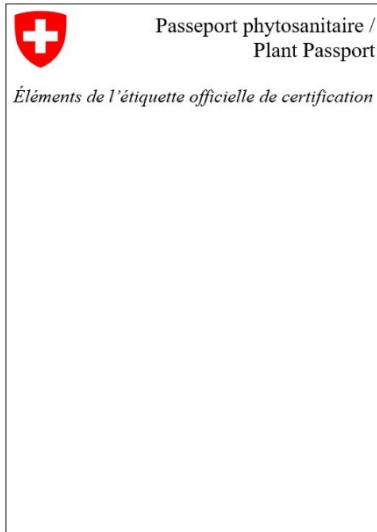 Passeport phytosanitaire /
Plant Passport
Éléments de l’étiquette officielle de certification